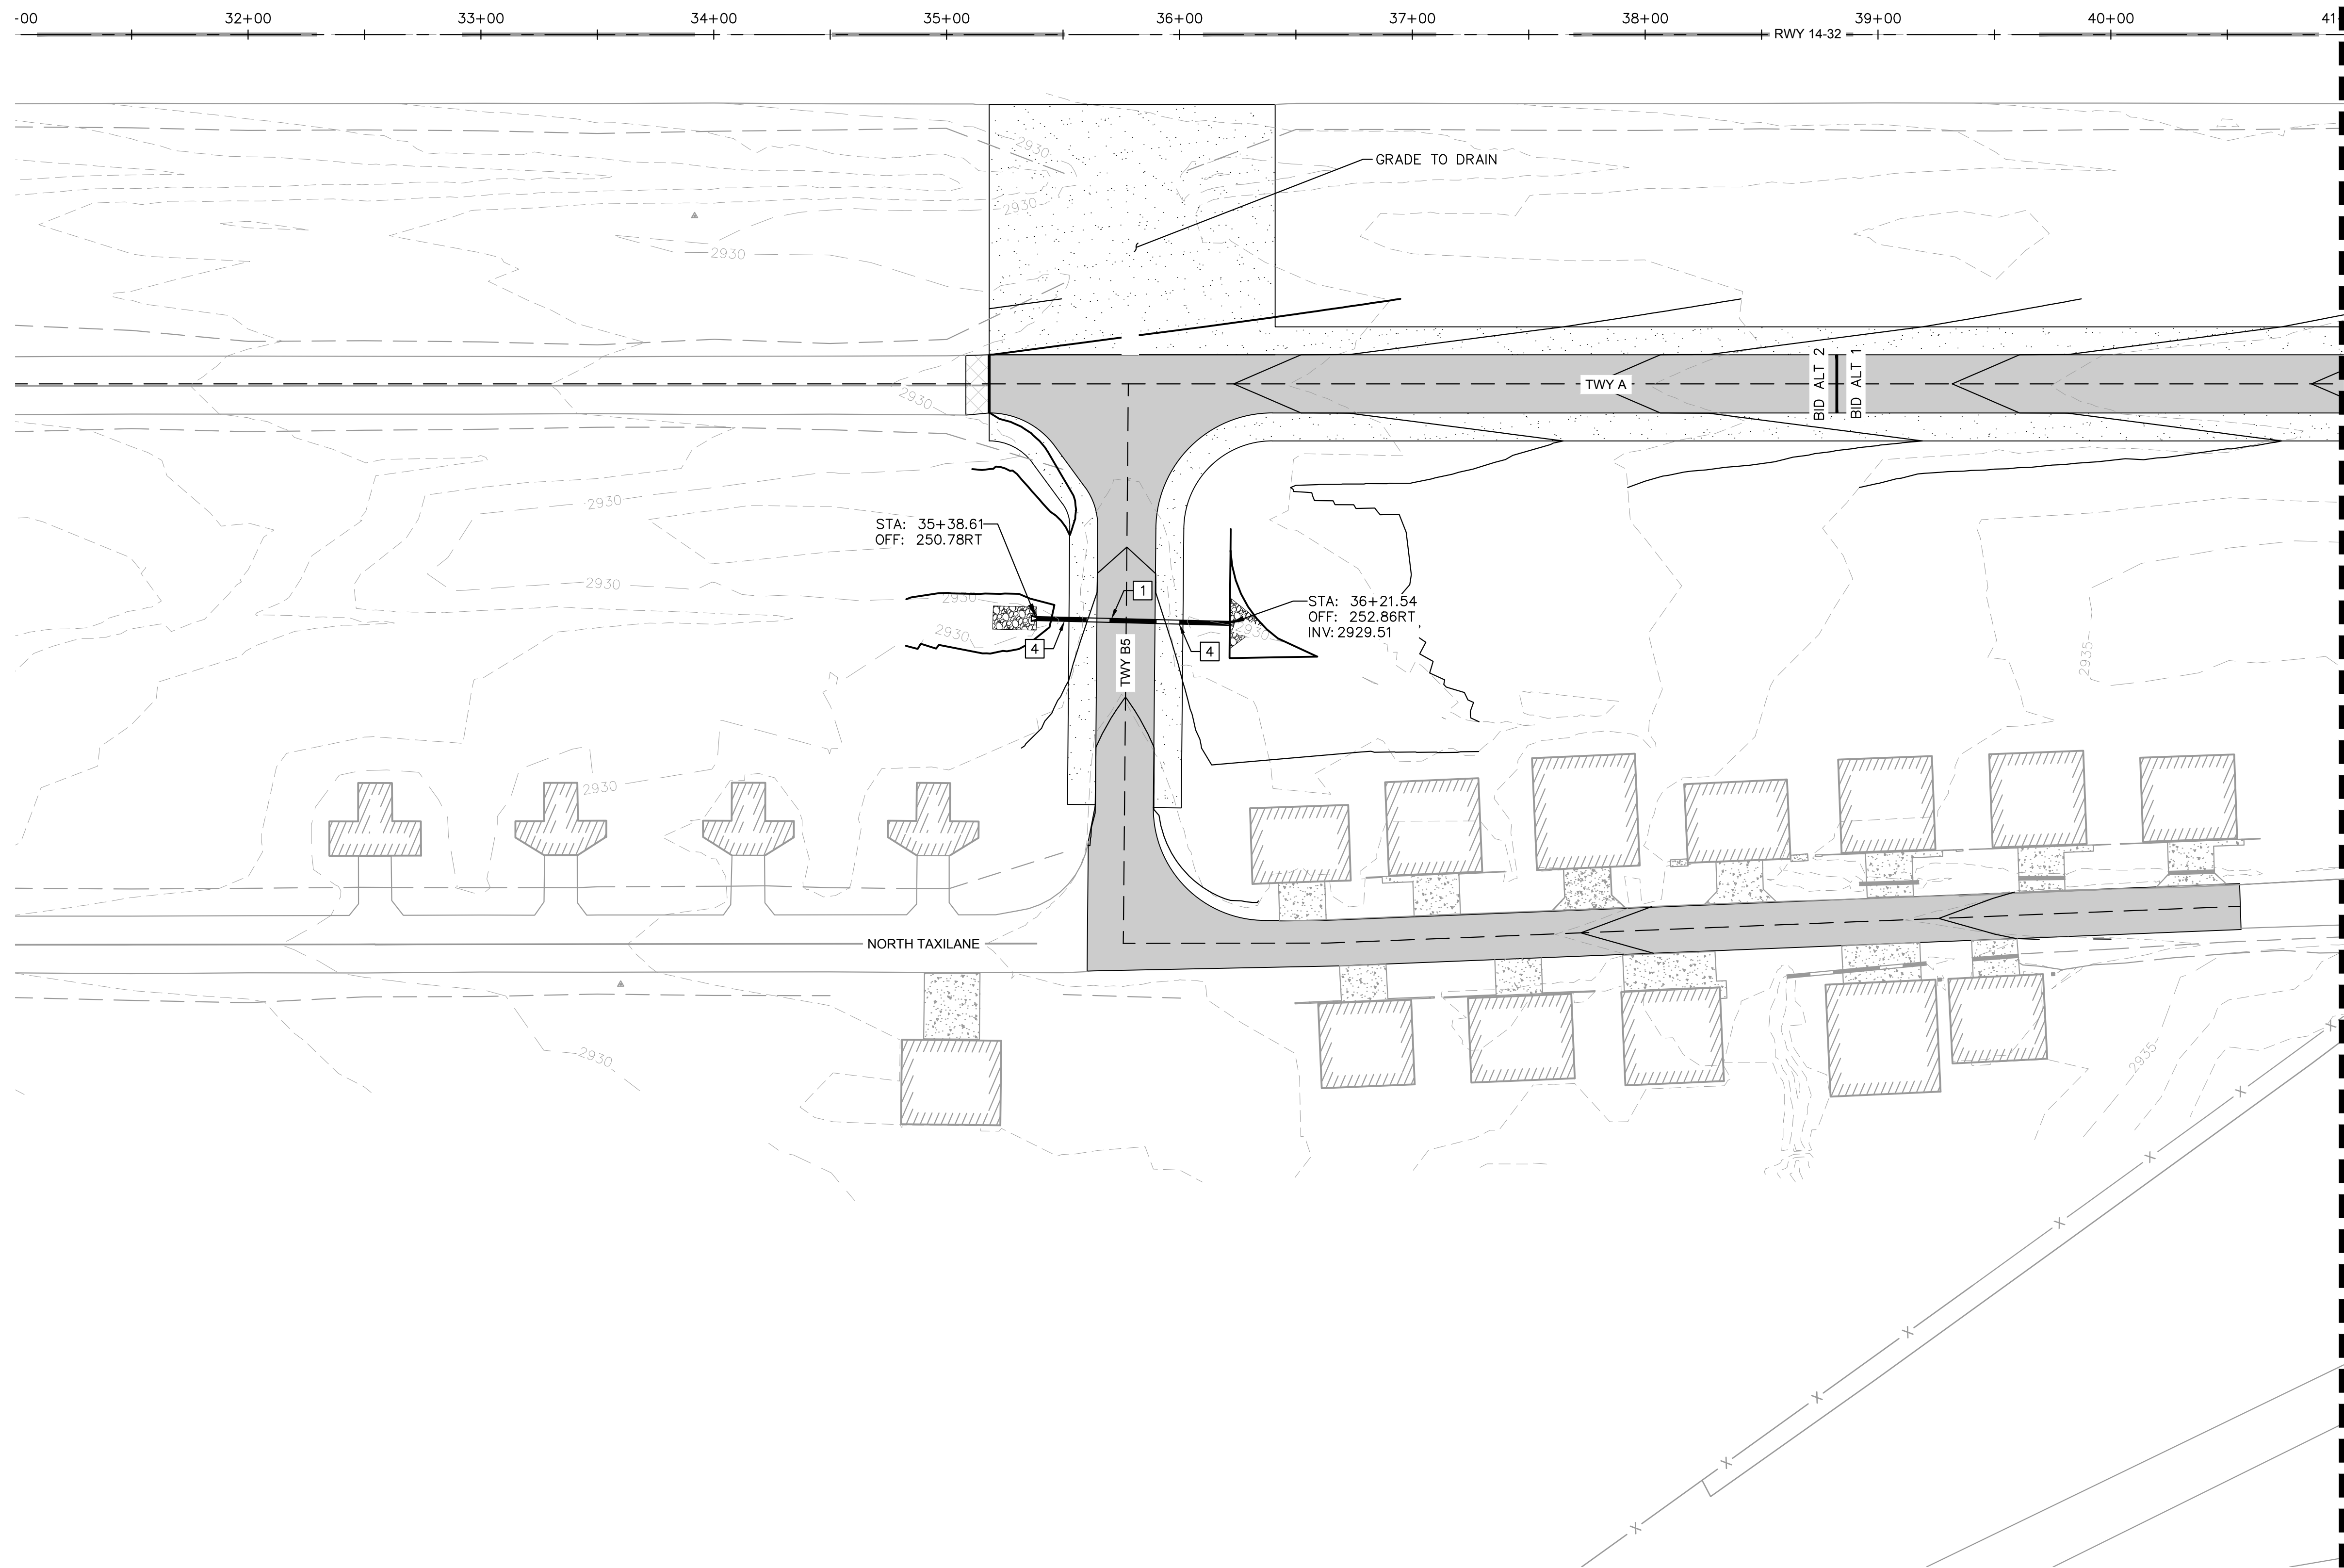 -00 32+00 33+00 34+00 35+00 36+00 37+00 38+00 39+00 40+00 41
RWY 14-32
2930
GRADE TO DRAIN
2930
2930
TWY A
BID ALT 2
BID ALT 1
2930
2930
STA: 35+38.61
OFF: 250.78RT
2930
1
2930
STA: 36+21.54
OFF: 252.86RT
INV: 2929.51
2930
2930
4
4
TWY B5
2935
2930
NORTH TAXILANE
2930
2935
X
X
X
X
X
X
X
X